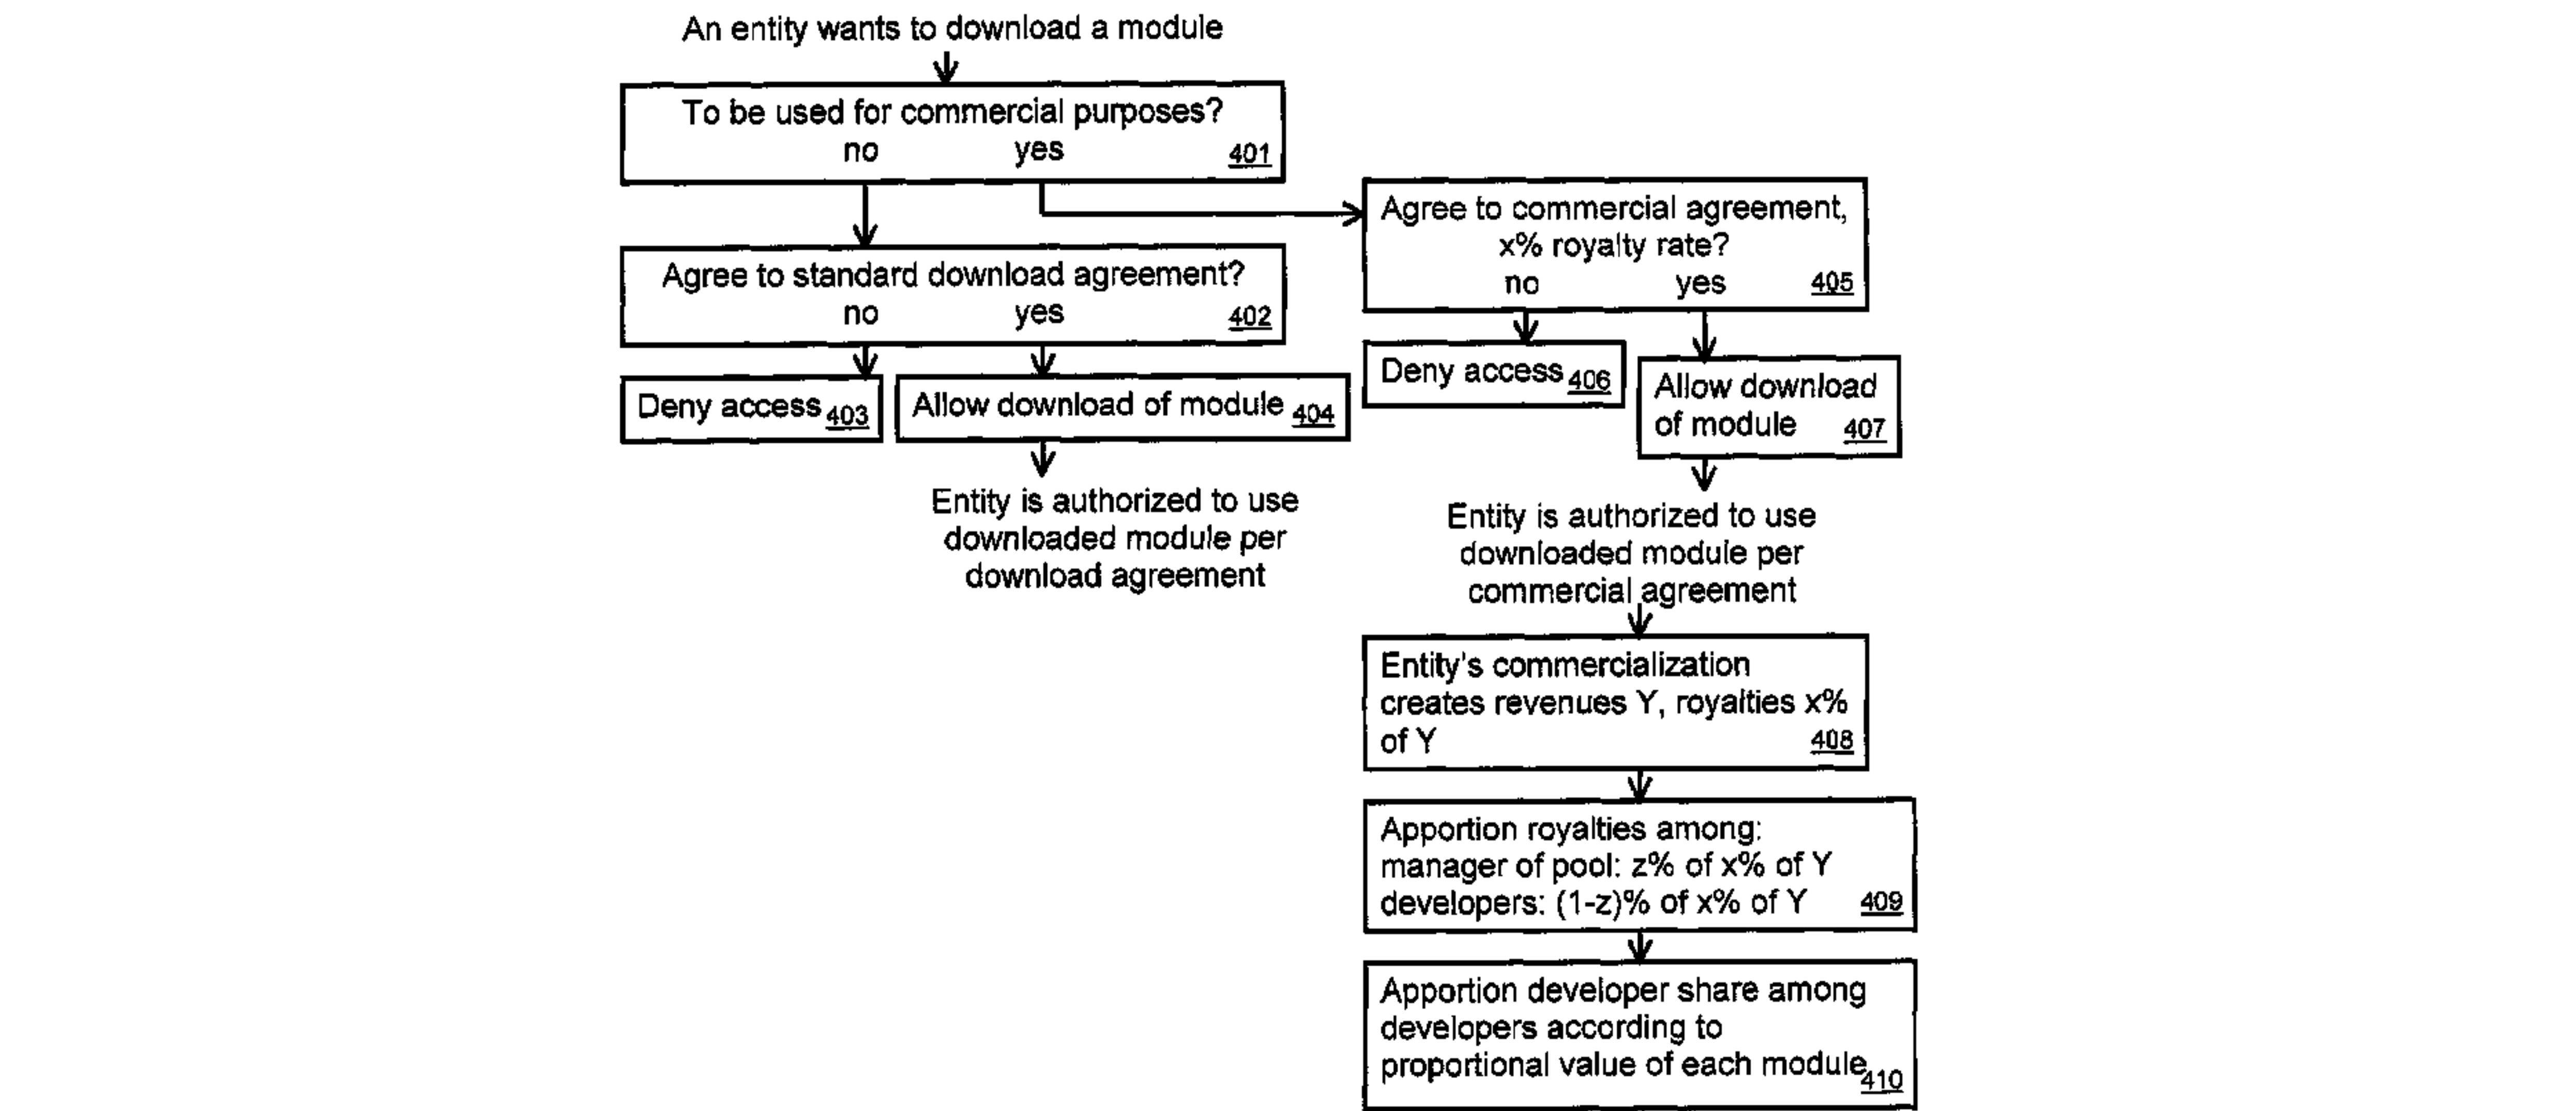 An entity wants to download a module
To be used for commercial purposes?
no yes 401
Agree to standard download agreement?
no yes 402
Deny access 403
Allow download of module 404
Entity is authorized to use
downloaded module per
download agreement
Agree to commercial agreement,
x% royalty rate?
no yes 405
Deny access 406
Allow download
of module 407
Entity is authorized to use
downloaded module per
commercial agreement
Entity's commercialization
creates revenues Y, royalties x%
of Y 408
Apportion royalties among:
manager of pool: z% of x% of Y
developers: (1-z)% of x% of Y 409
Apportion developer share among
developers according to
proportional value of each module 410